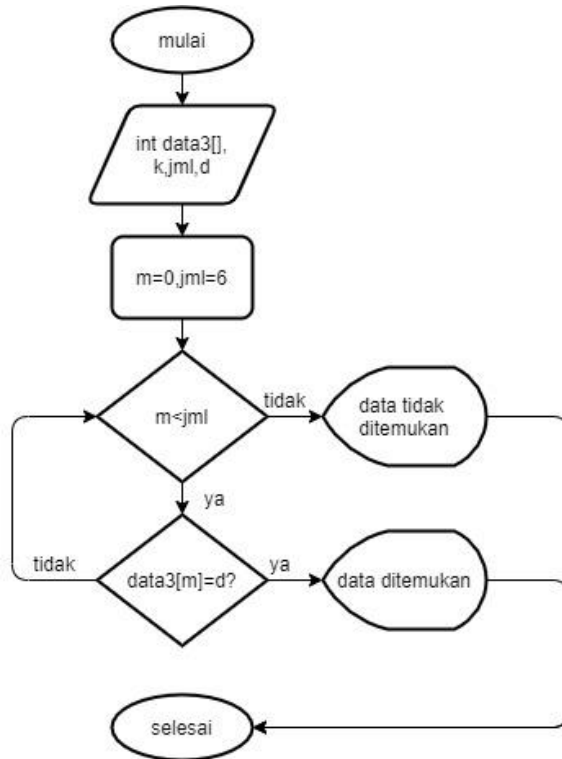 mulai
int data3[],
k,jml,d
m=0,jml=6
m<jml
tidak
data tidak
ditemukan
ya
tidak
data3[m]=d?
ya
data ditemukan
selesai